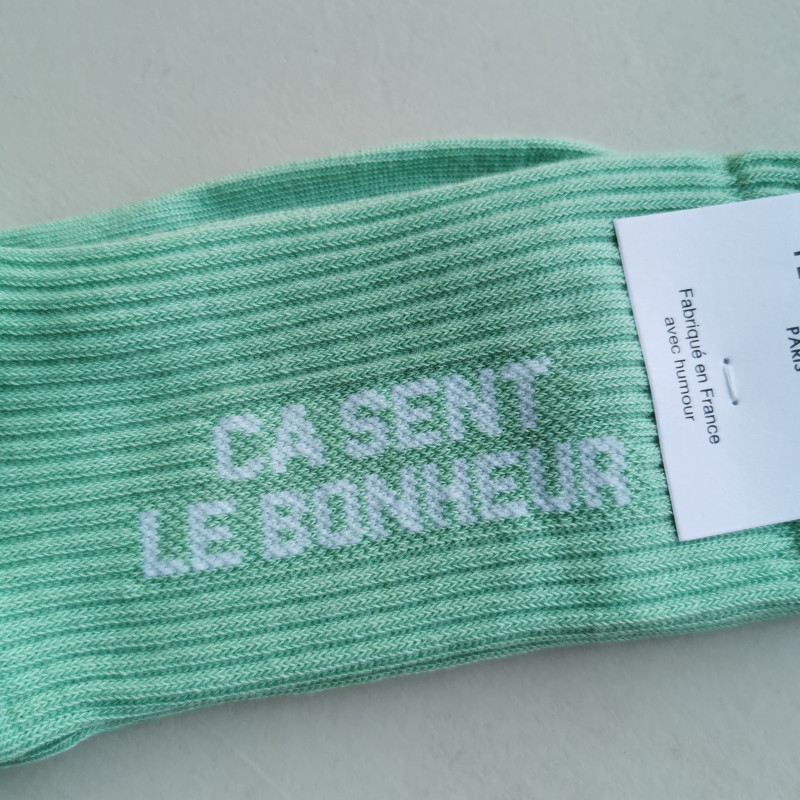 CA SENT
LE BONHEUR
Fabriqué en France
avec humour
PARIS